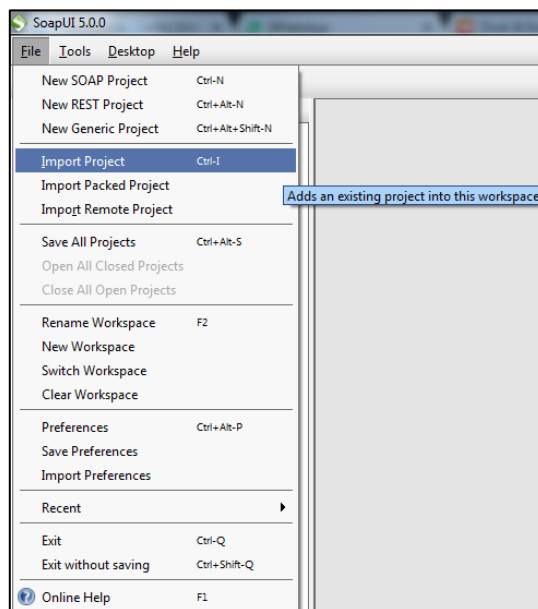 SoapUI 5.0.0
File Tools Desktop Help
New SOAP Project Ctrl-N
New REST Project Ctrl+Alt-N
New Generic Project Ctrl+Alt+Shift-N
Import Project Ctrl-I
Import Packed Project
Adds an existing project into this workspace
Import Remote Project
Save All Projects Ctrl+Alt-S
Open All Closed Projects
Close All Open Projects
Rename Workspace F2
New Workspace
Switch Workspace
Clear Workspace
Preferences Ctrl+Alt-P
Save Preferences
Import Preferences
Recent
Exit Ctrl-Q
Exit without saving Ctrl+Shift-Q
Online Help F1